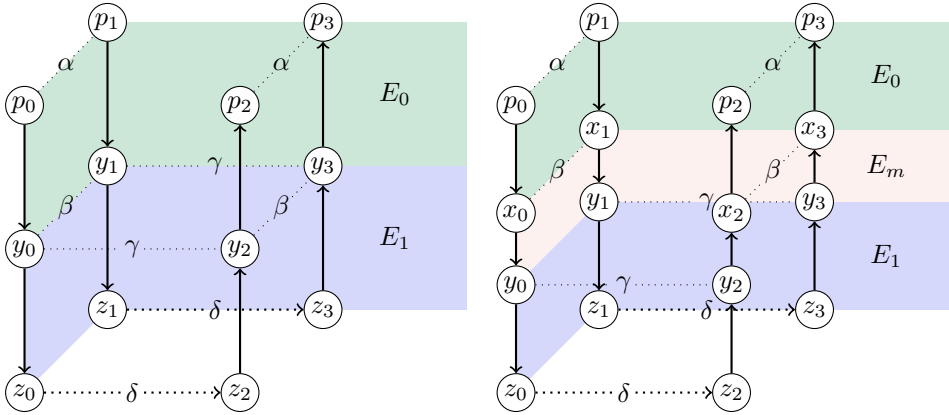 p₁ p₃ p₁ p₃
α α α α
E₀ E₀
p₀ p₂ p₀ p₂
x₁ x₃
y₁ γ y₃ β β E_m
β β y₁ γ y₃
x₀ x₂
E₁ E₁
y₀ γ y₂ y₀ γ y₂
z₁ δ z₃ z₁ δ z₃
z₀ δ z₂ z₀ δ z₂